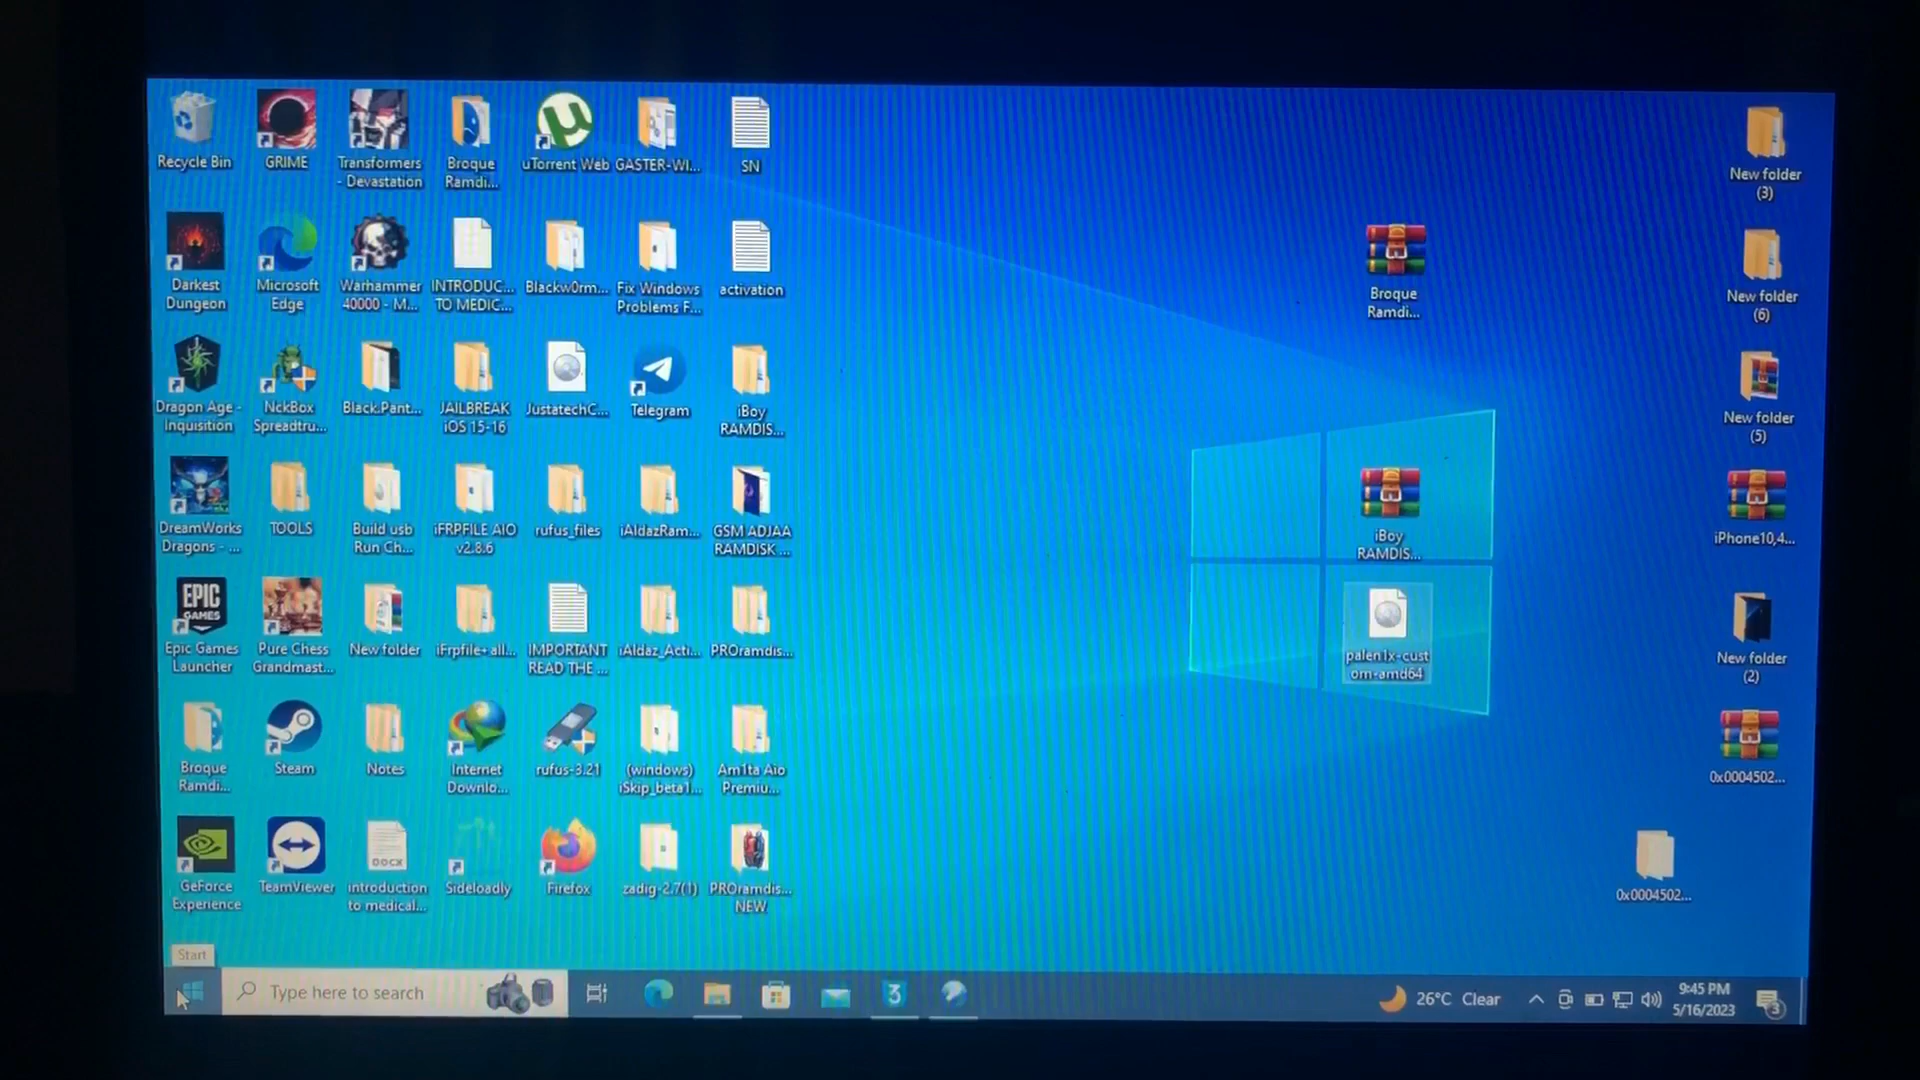 Recycle Bin
GRIME
Transformers
- Devastation
Broque
Ramdi...
uTorrent Web
GASTER-WI...
SN
New folder
(3)
Darkest
Dungeon
Microsoft
Edge
Warhammer
40000 - M...
INTRODUC...
TO MEDIC...
Blackw0rm...
Fix Windows
Problems F...
activation
Broque
Ramdi...
New folder
(6)
Dragon Age -
Inquisition
NckBox
Spreadtru...
Black.Pant...
JAILBREAK
iOS 15-16
JustatechC...
Telegram
iBoy
RAMDIS...
New folder
(5)
DreamWorks
Dragons - ...
TOOLS
Build usb
Run Ch...
iFRPFILE AIO
v2.8.6
rufus_files
iAldazRam...
GSM ADJAA
RAMDISK ...
iBoy
RAMDIS...
iPhone10,4...
EPIC
GAMES
Epic Games
Launcher
Pure Chess
Grandmast...
New folder
iFrpfile+ all...
IMPORTANT
READ THE ...
iAldaz_Acti...
PROramdis...
palen1x-cust
om-amd64
New folder
(2)
Broque
Ramdi...
Steam
Notes
Internet
Downlo...
rufus-3.21
(windows)
iSkip_beta1...
Am1ta Aio
Premiu...
0x0004502...
GeForce
Experience
TeamViewer
DOCX
introduction
to medical...
Sideloadly
Firefox
zadig-2.7(1)
PROramdis...
NEW
0x0004502...
Start
Type here to search
3
26°C Clear
9:45 PM
5/16/2023
3